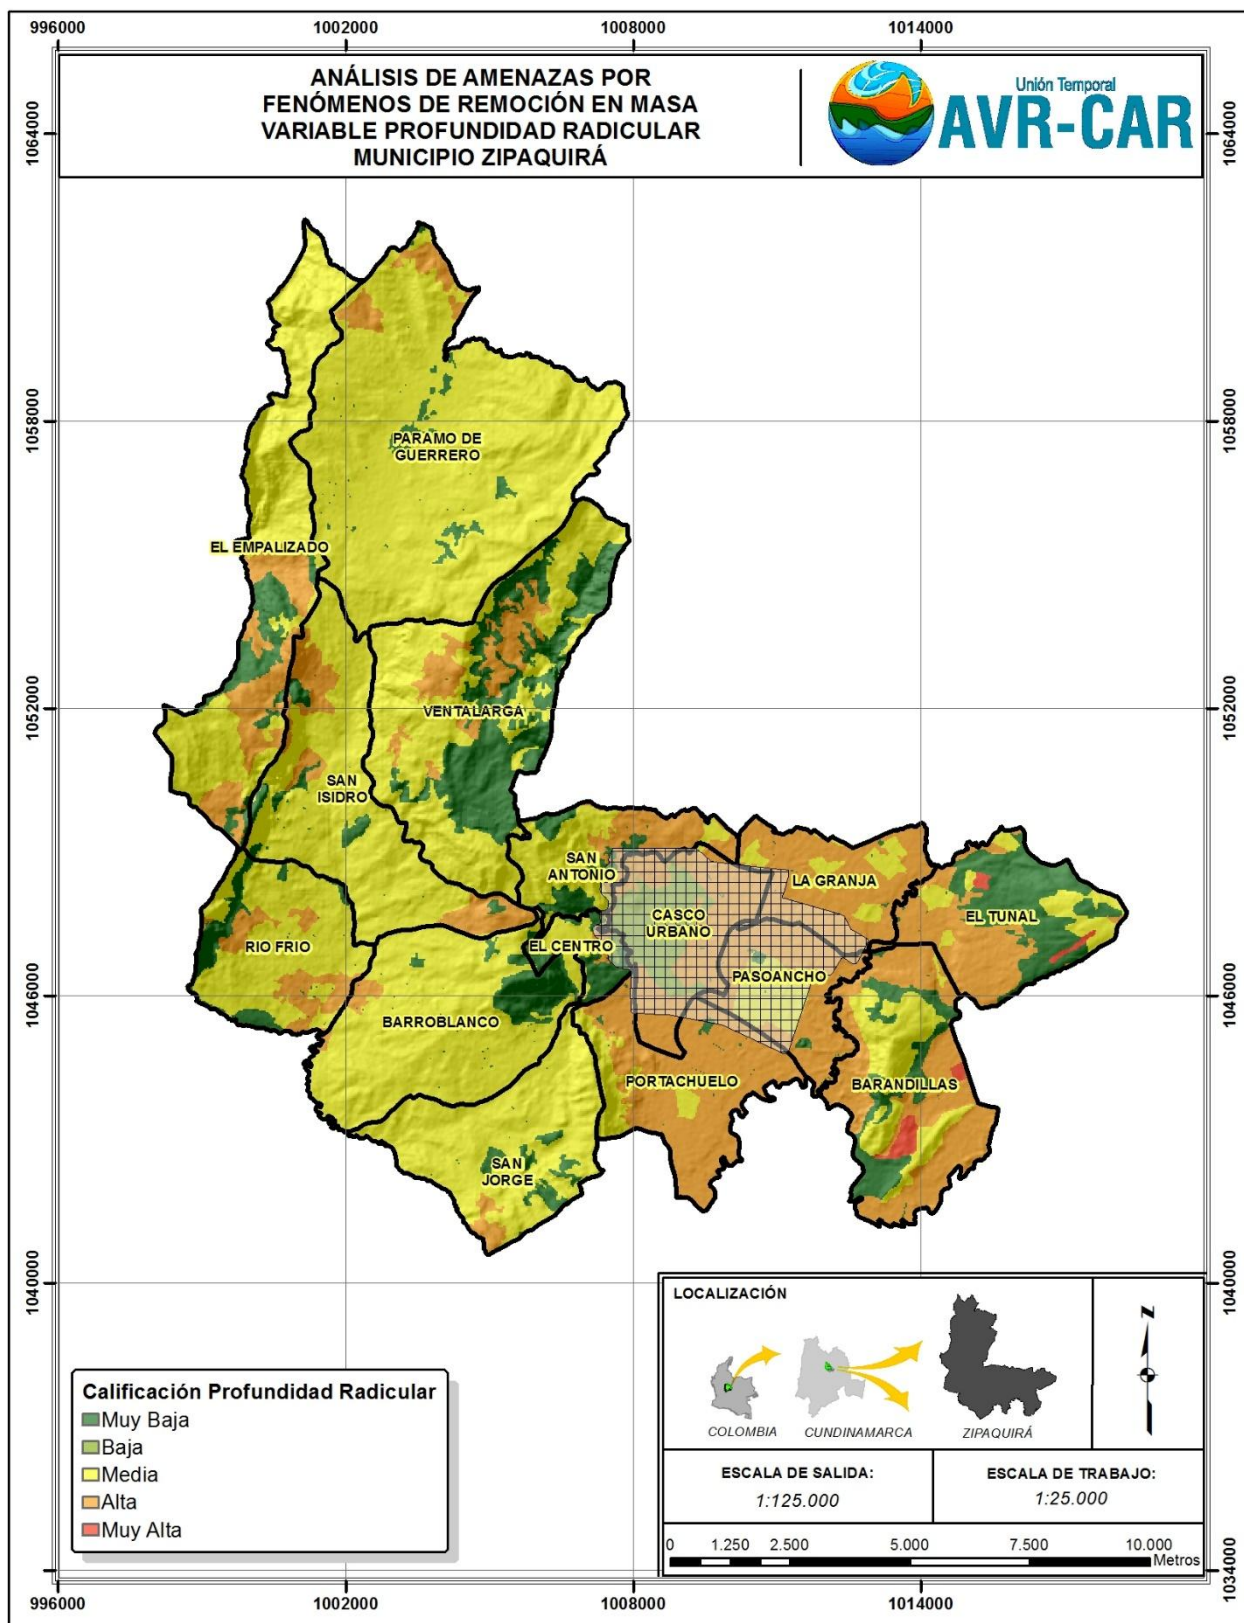 996000
1002000
1008000
1014000
ANÁLISIS DE AMENAZAS POR
FENÓMENOS DE REMOCIÓN EN MASA
VARIABLE PROFUNDIDAD RADICULAR
MUNICIPIO ZIPAQUIRÁ
Unión Temporal
AVR-CAR
1064000
1064000
1058000
1058000
PARAMO DE
GUERRERO
EL EMPALIZADO
1052000
1052000
VENTALARGA
SAN
ISIDRO
SAN
ANTONIO
LA GRANJA
CASCO
URBANO
EL TUNAL
RIO FRIO
EL CENTRO
PASOANCHO
1046000
1046000
BARROBLANCO
PORTACHUELO
BARANDILLAS
SAN
JORGE
1040000
1040000
LOCALIZACIÓN
COLOMBIA
CUNDINAMARCA
ZIPAQUIRÁ
N
ESCALA DE SALIDA:
1:125.000
ESCALA DE TRABAJO:
1:25.000
0 1.250 2.500 5.000 7.500 10.000
Metros
Calificación Profundidad Radicular
Muy Baja
Baja
Media
Alta
Muy Alta
1034000
1034000
996000
1002000
1008000
1014000